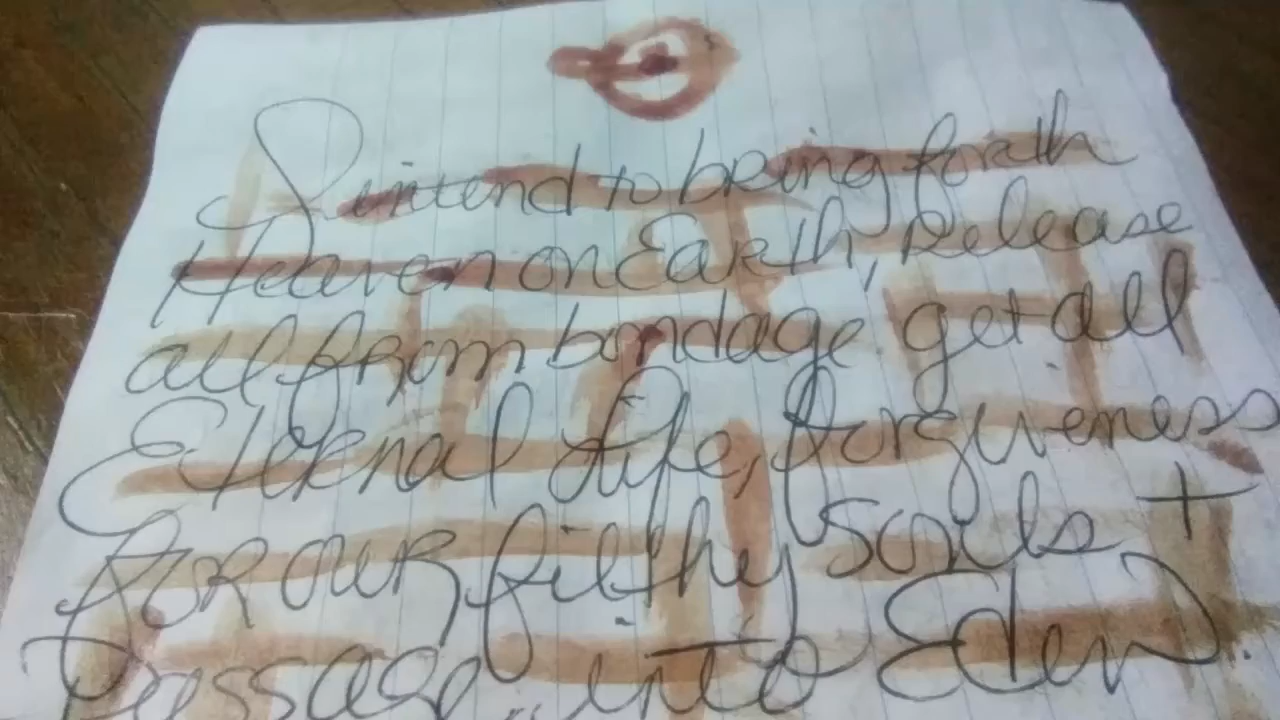 I intend to bring forth
Heaven on Earth, Release
all from bondage, get all
Eternal Life, forgiveness
for our filthy souls +
Passage into Eden.